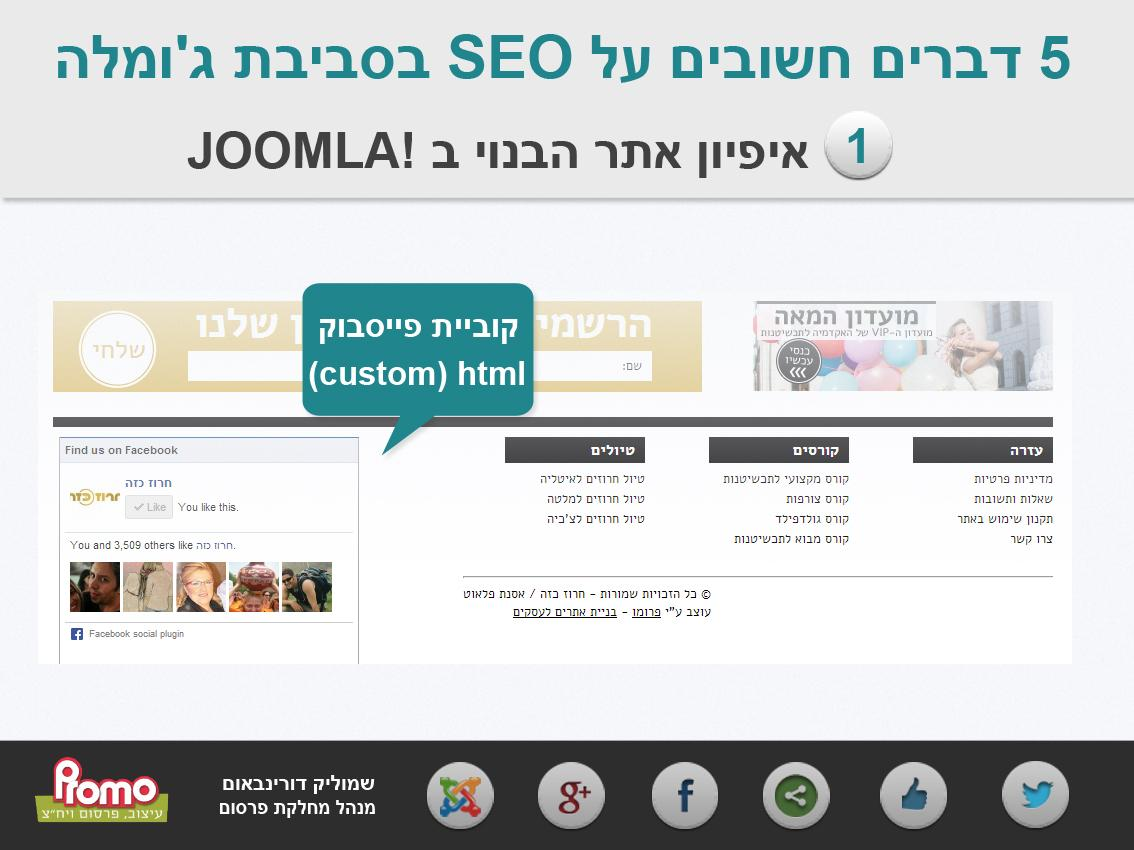 5 דברים חשובים על SEO בסביבת ג'ומלה
1 איפיון אתר הבנוי ב JOOMLA!
הרשמי
ן שלנו
שם:
שלחי
קוביית פייסבוק
html (custom)
מועדון המאה
מועדון ה-VIP של האקדמיה לתכשיטנות
כנסי
עכשיו
עזרה
מדיניות פרטיות
שאלות ותשובות
תקנון שימוש באתר
צרו קשר
קורסים
קורס מקצועי לתכשיטנות
קורס צורפות
קורס גולדפילד
קורס מבוא לתכשיטנות
טיולים
טיול חרוזים לאיטליה
טיול חרוזים למלטה
טיול חרוזים לצ'כיה
Find us on Facebook
חרוז כזה
חרוז כזה
Like You like this.
You and 3,509 others like חרוז כזה.
Facebook social plugin
© כל הזכויות שמורות - חרוז כזה / אסנת פלאוט
עוצב ע"י פרומו - בניית אתרים לעסקים
Promo
עיצוב, פרסום ויח"צ
שמוליק דורינבאום
מנהל מחלקת פרסום
g+
f